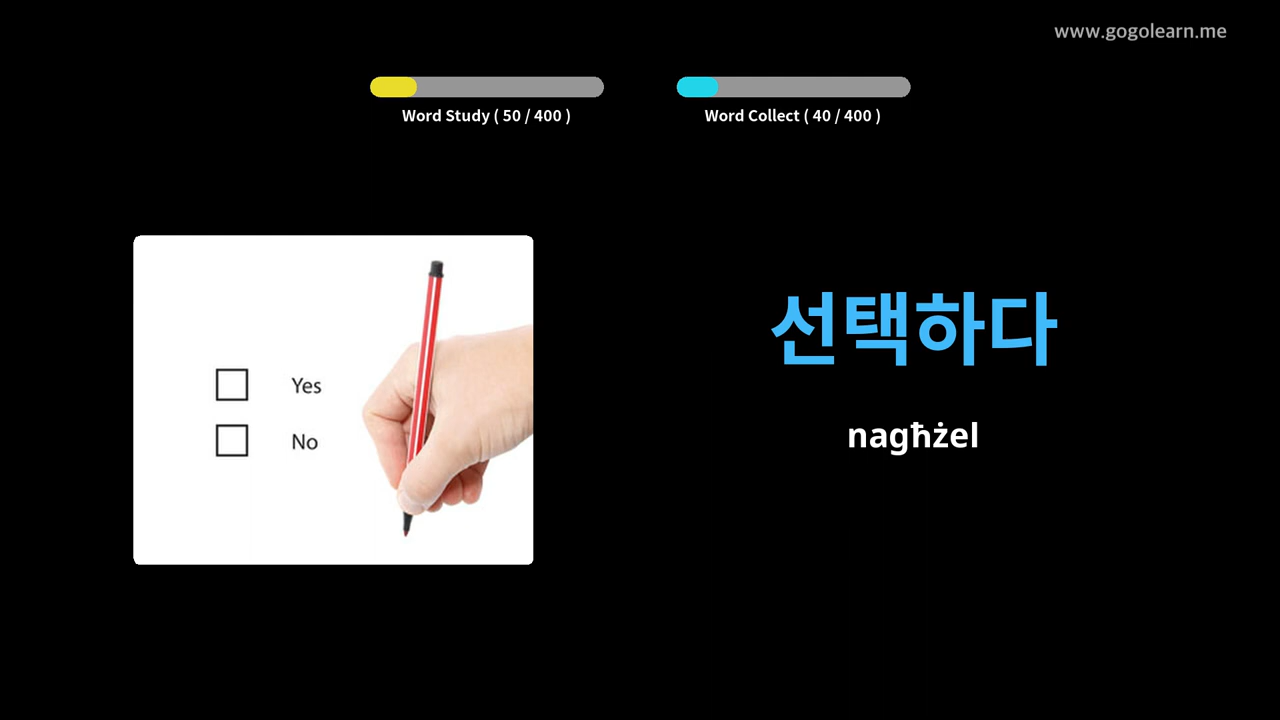 www.gogolearn.me
Word Study ( 50 / 400 )
Word Collect ( 40 / 400 )
Yes
No
선택하다
nagħżel